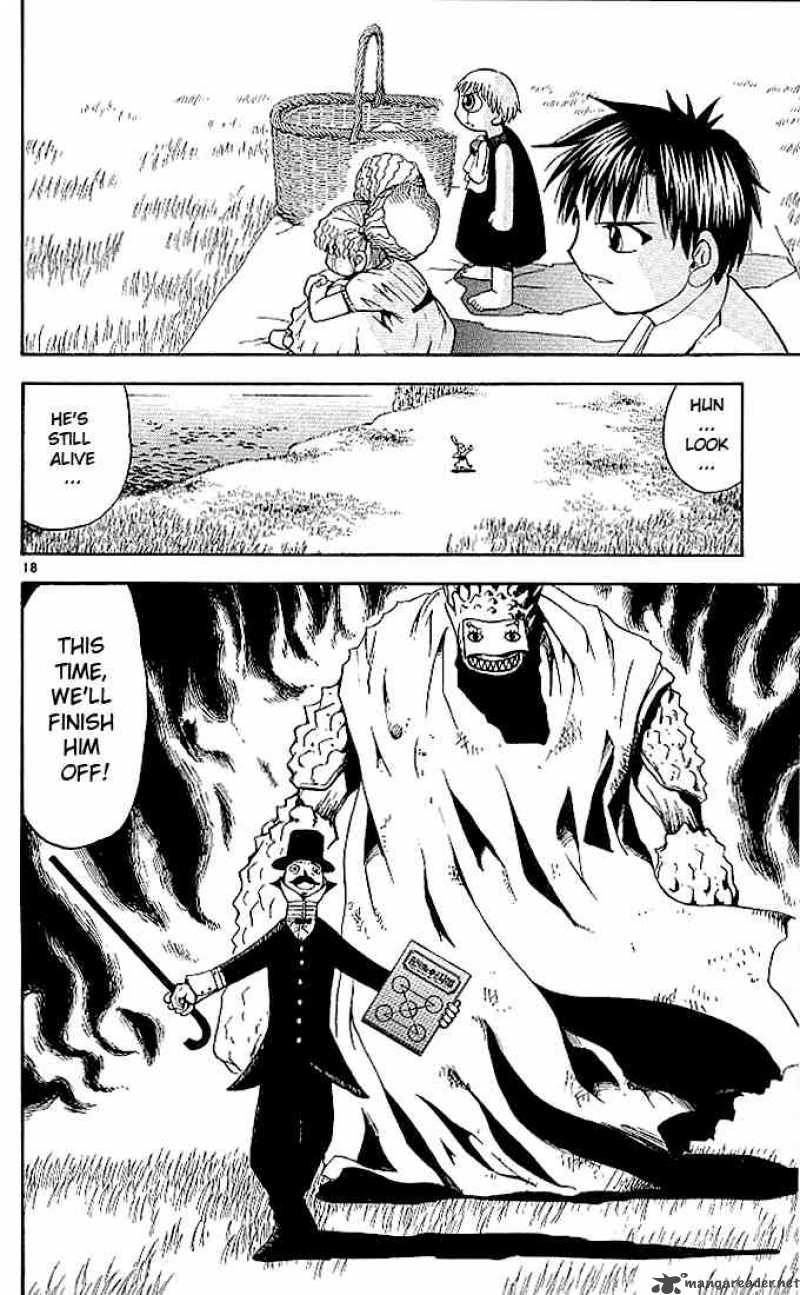 HUN
...
LOOK
...
HE'S
STILL
ALIVE
...
18
THIS
TIME,
WE'LL
FINISH
HIM
OFF!
mangareader.net